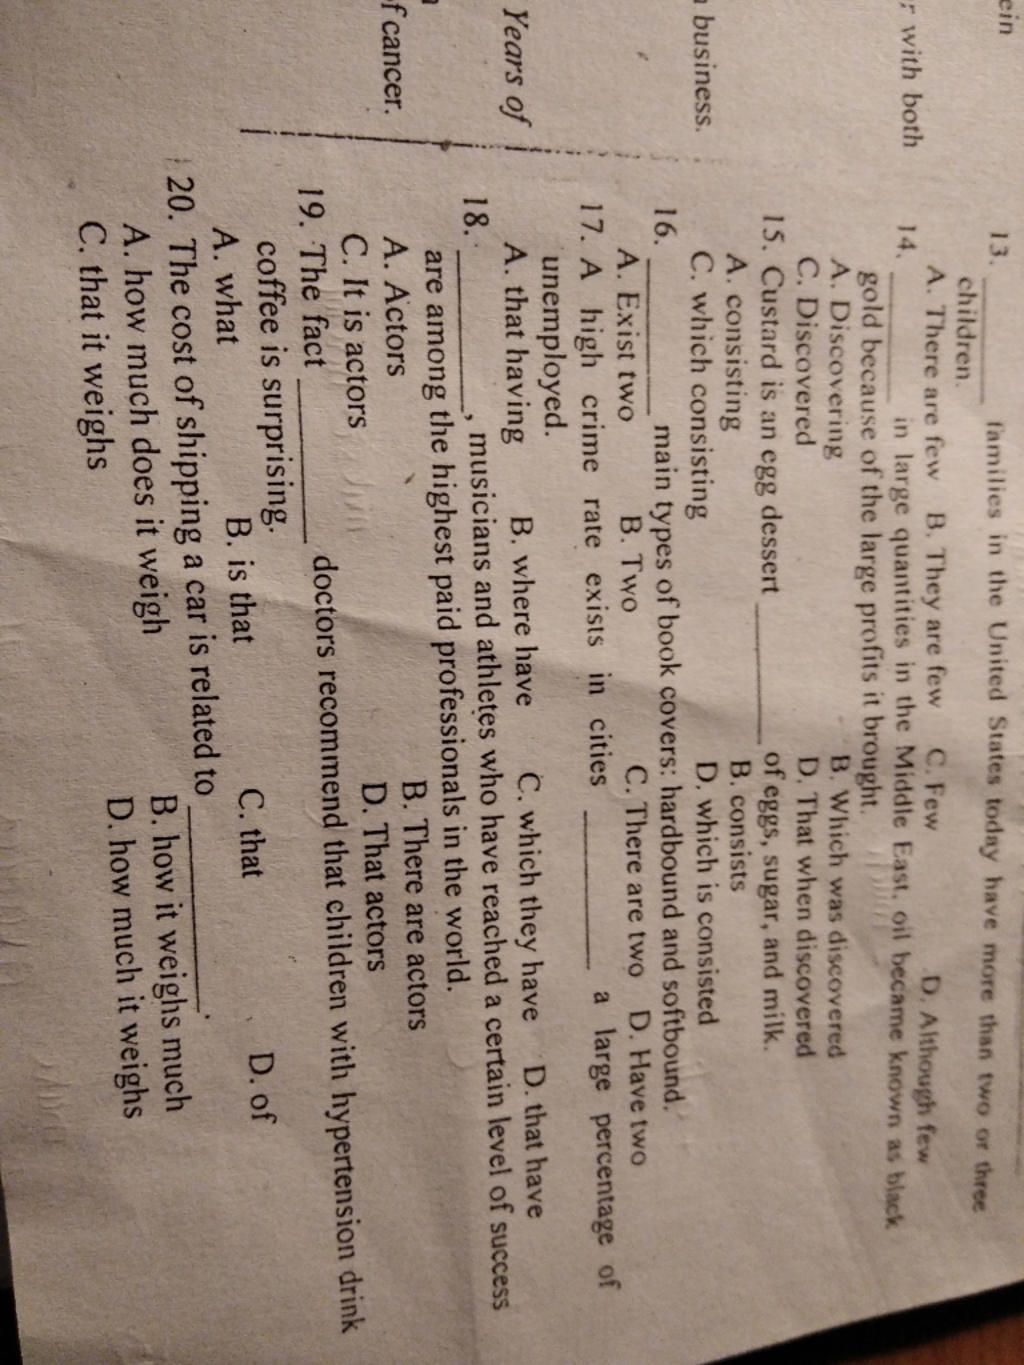 ein
r with both
n business.
Years of
f cancer.
13. ________ families in the United States today have more than two or three
children.
A. There are few B. They are few C. Few D. Although few
14. ________ in large quantities in the Middle East, oil became known as black
gold because of the large profits it brought.
A. Discovering B. Which was discovered
C. Discovered D. That when discovered
15. Custard is an egg dessert ________ of eggs, sugar, and milk.
A. consisting B. consists
C. which consisting D. which is consisted
16. ________ main types of book covers: hardbound and softbound.
A. Exist two B. Two C. There are two D. Have two
17. A high crime rate exists in cities ________ a large percentage of
unemployed.
A. that having B. where have C. which they have D. that have
18. ________, musicians and athletes who have reached a certain level of success
are among the highest paid professionals in the world.
A. Actors B. There are actors
C. It is actors D. That actors
19. The fact ________ doctors recommend that children with hypertension drink
coffee is surprising.
A. what B. is that C. that D. of
20. The cost of shipping a car is related to ________.
A. how much does it weigh B. how it weighs much
C. that it weighs D. how much it weighs